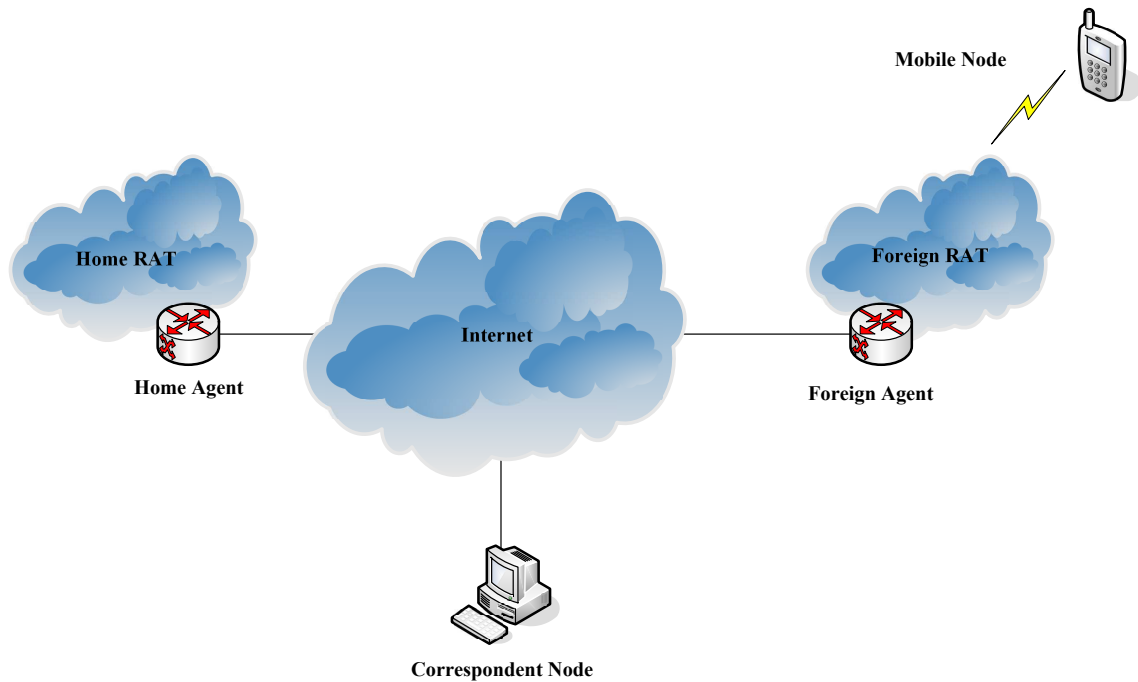 Mobile Node
Home RAT
Foreign RAT
Internet
Home Agent
Foreign Agent
Correspondent Node